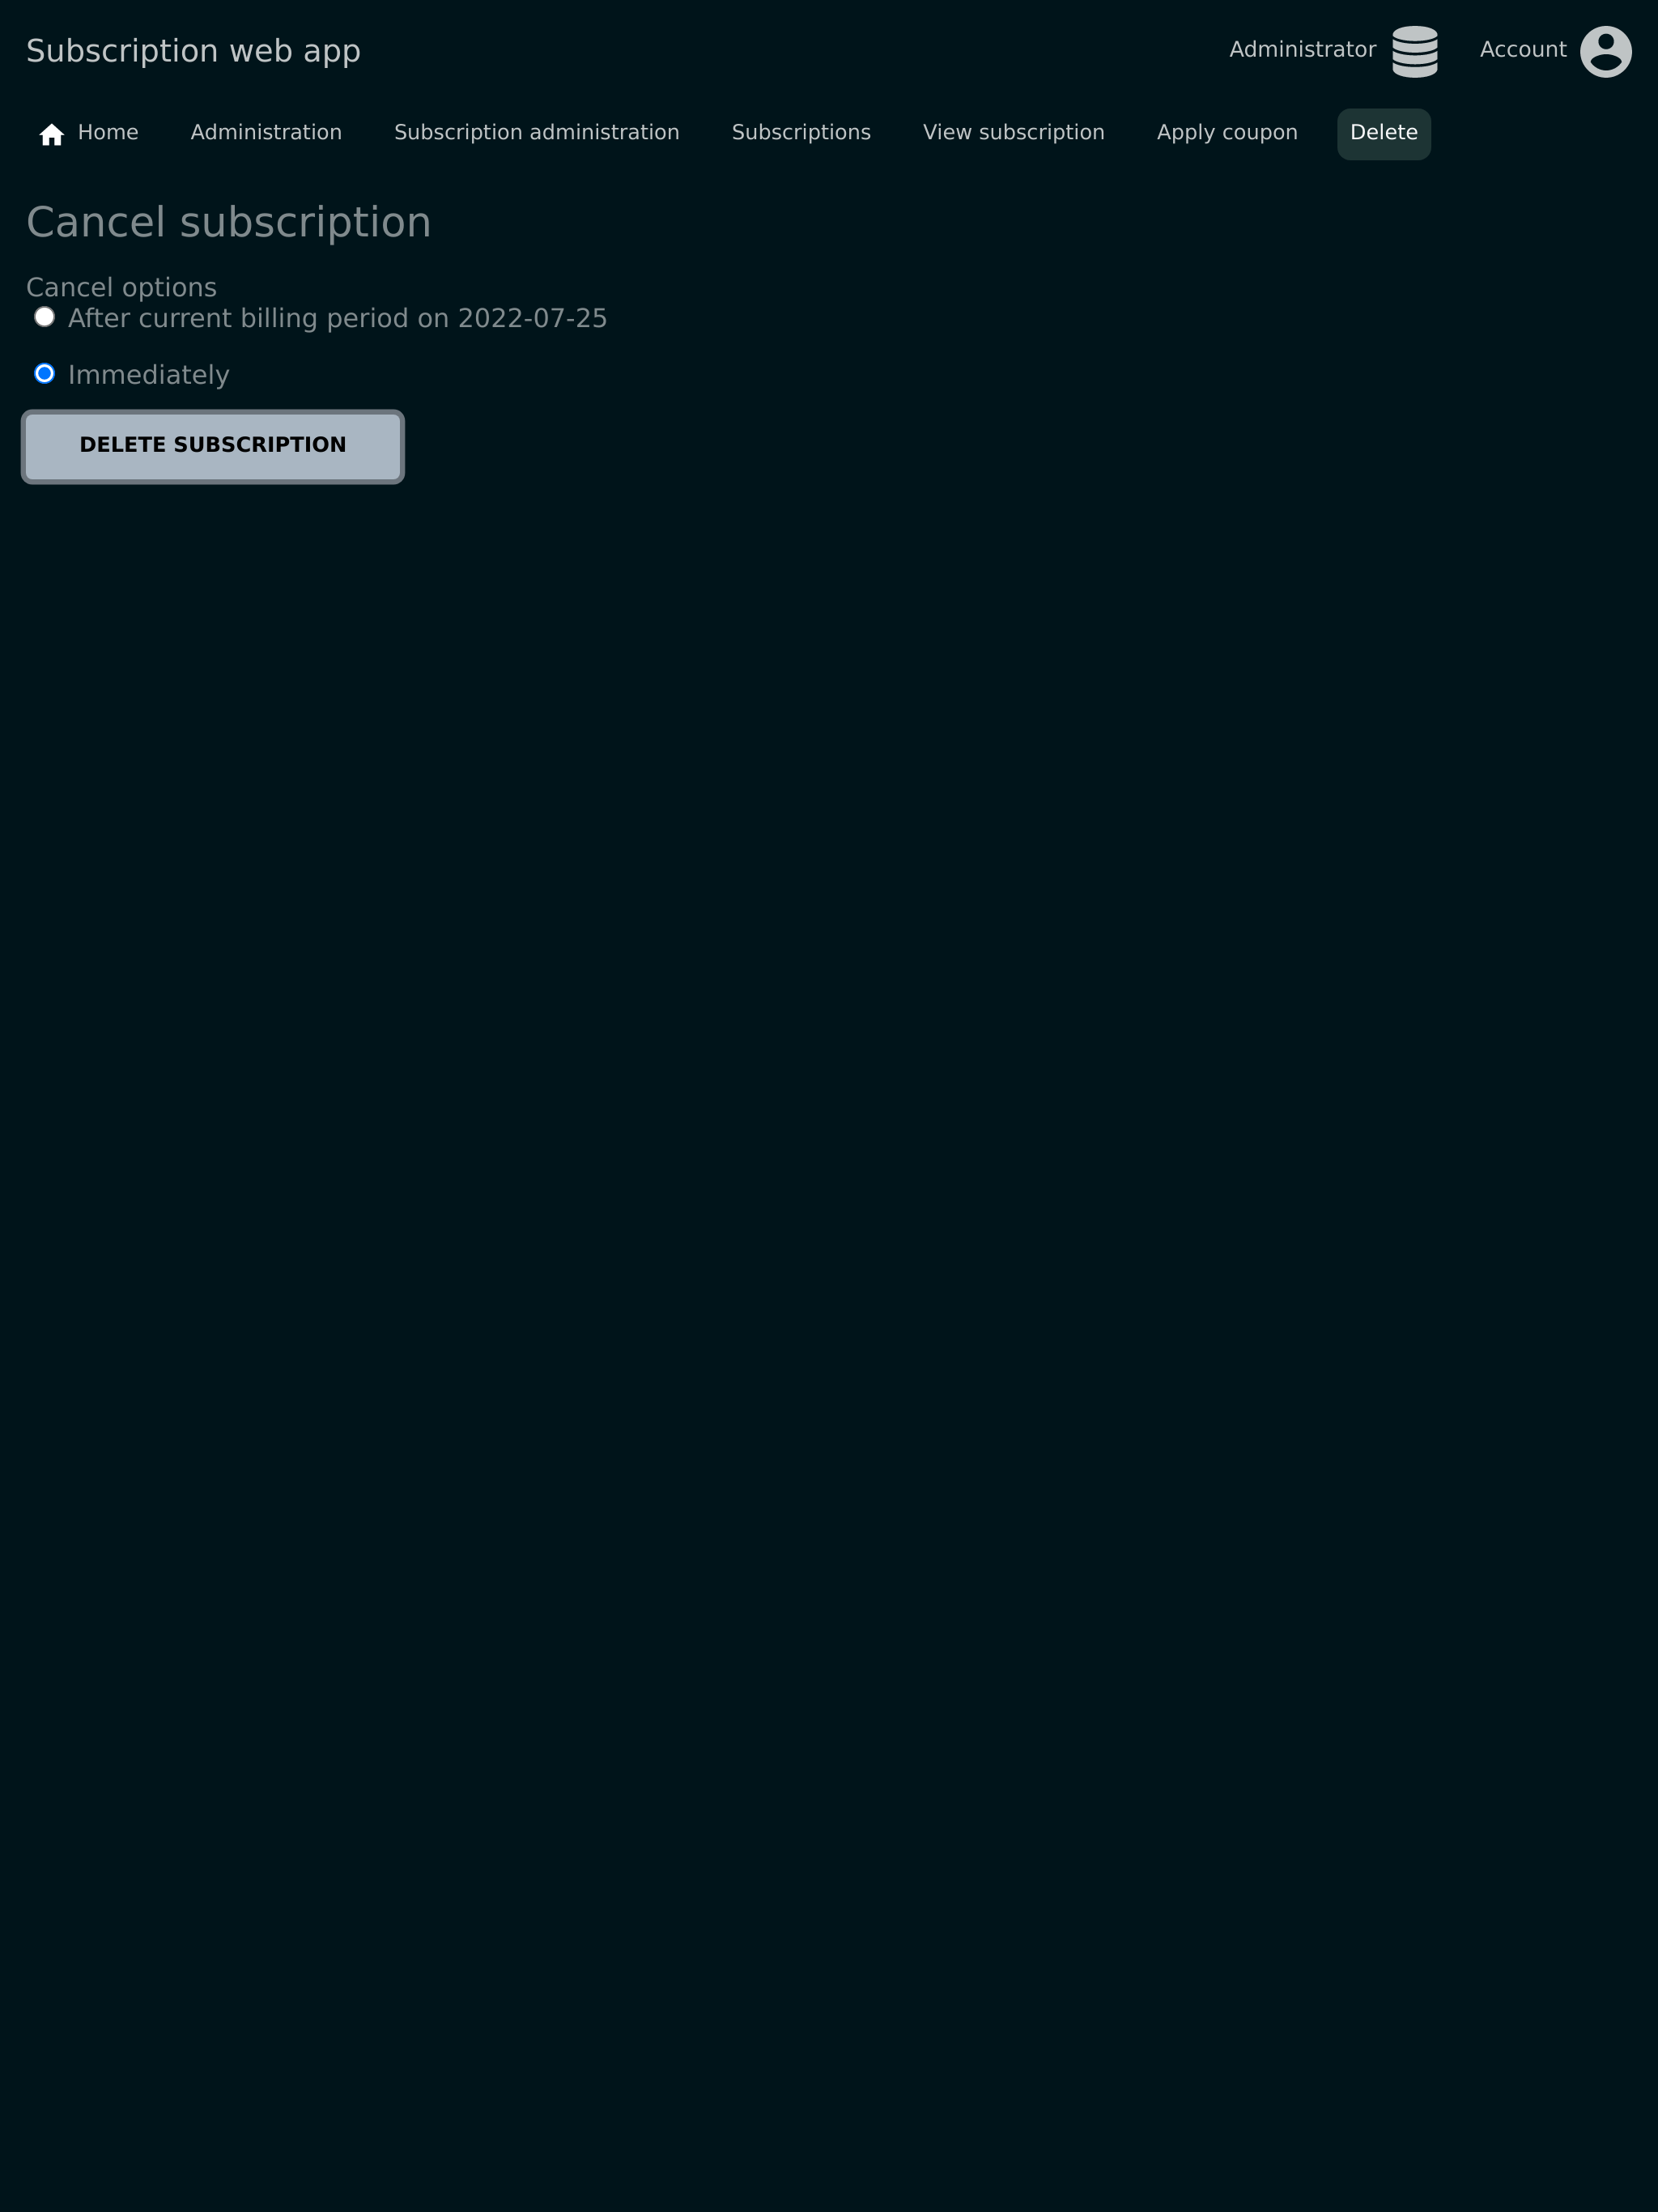 Subscription web app
Administrator
Account
Home
Administration
Subscription administration
Subscriptions
View subscription
Apply coupon
Delete
Cancel subscription
Cancel options
After current billing period on 2022-07-25
Immediately
DELETE SUBSCRIPTION